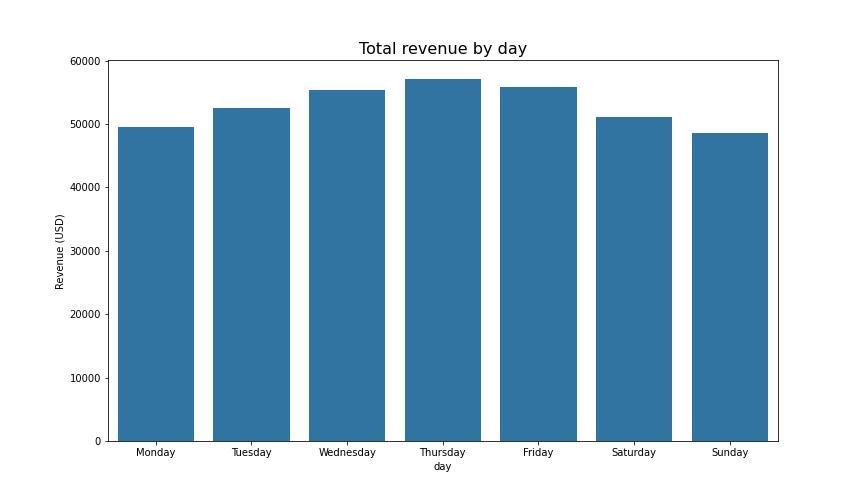 Total revenue by day
60000
50000
40000
30000
20000
10000
0
Revenue (USD)
Monday Tuesday Wednesday Thursday Friday Saturday Sunday
day